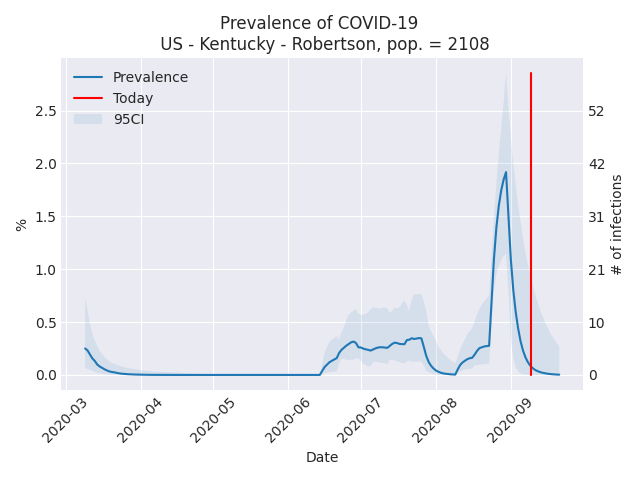 Prevalence of COVID-19
US - Kentucky - Robertson, pop. = 2108
Prevalence
Today
95CI
2.5
2.0
1.5
1.0
0.5
0.0
%
52
42
31
21
10
0
# of infections
2020-03
2020-04
2020-05
2020-06
2020-07
2020-08
2020-09
Date